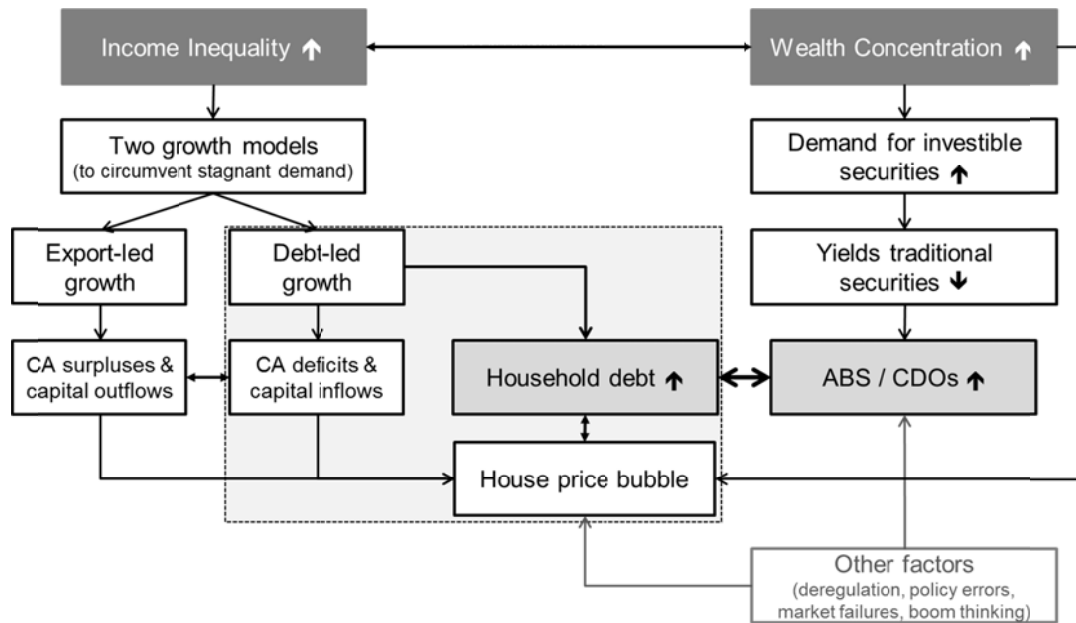 Income Inequality ↑
Wealth Concentration ↑
Two growth models
(to circumvent stagnant demand)
Demand for investible
securities ↑
Export-led
growth
Debt-led
growth
Yields traditional
securities ↓
CA surpluses &
capital outflows
CA deficits &
capital inflows
Household debt ↑
ABS / CDOs ↑
House price bubble
Other factors
(deregulation, policy errors,
market failures, boom thinking)